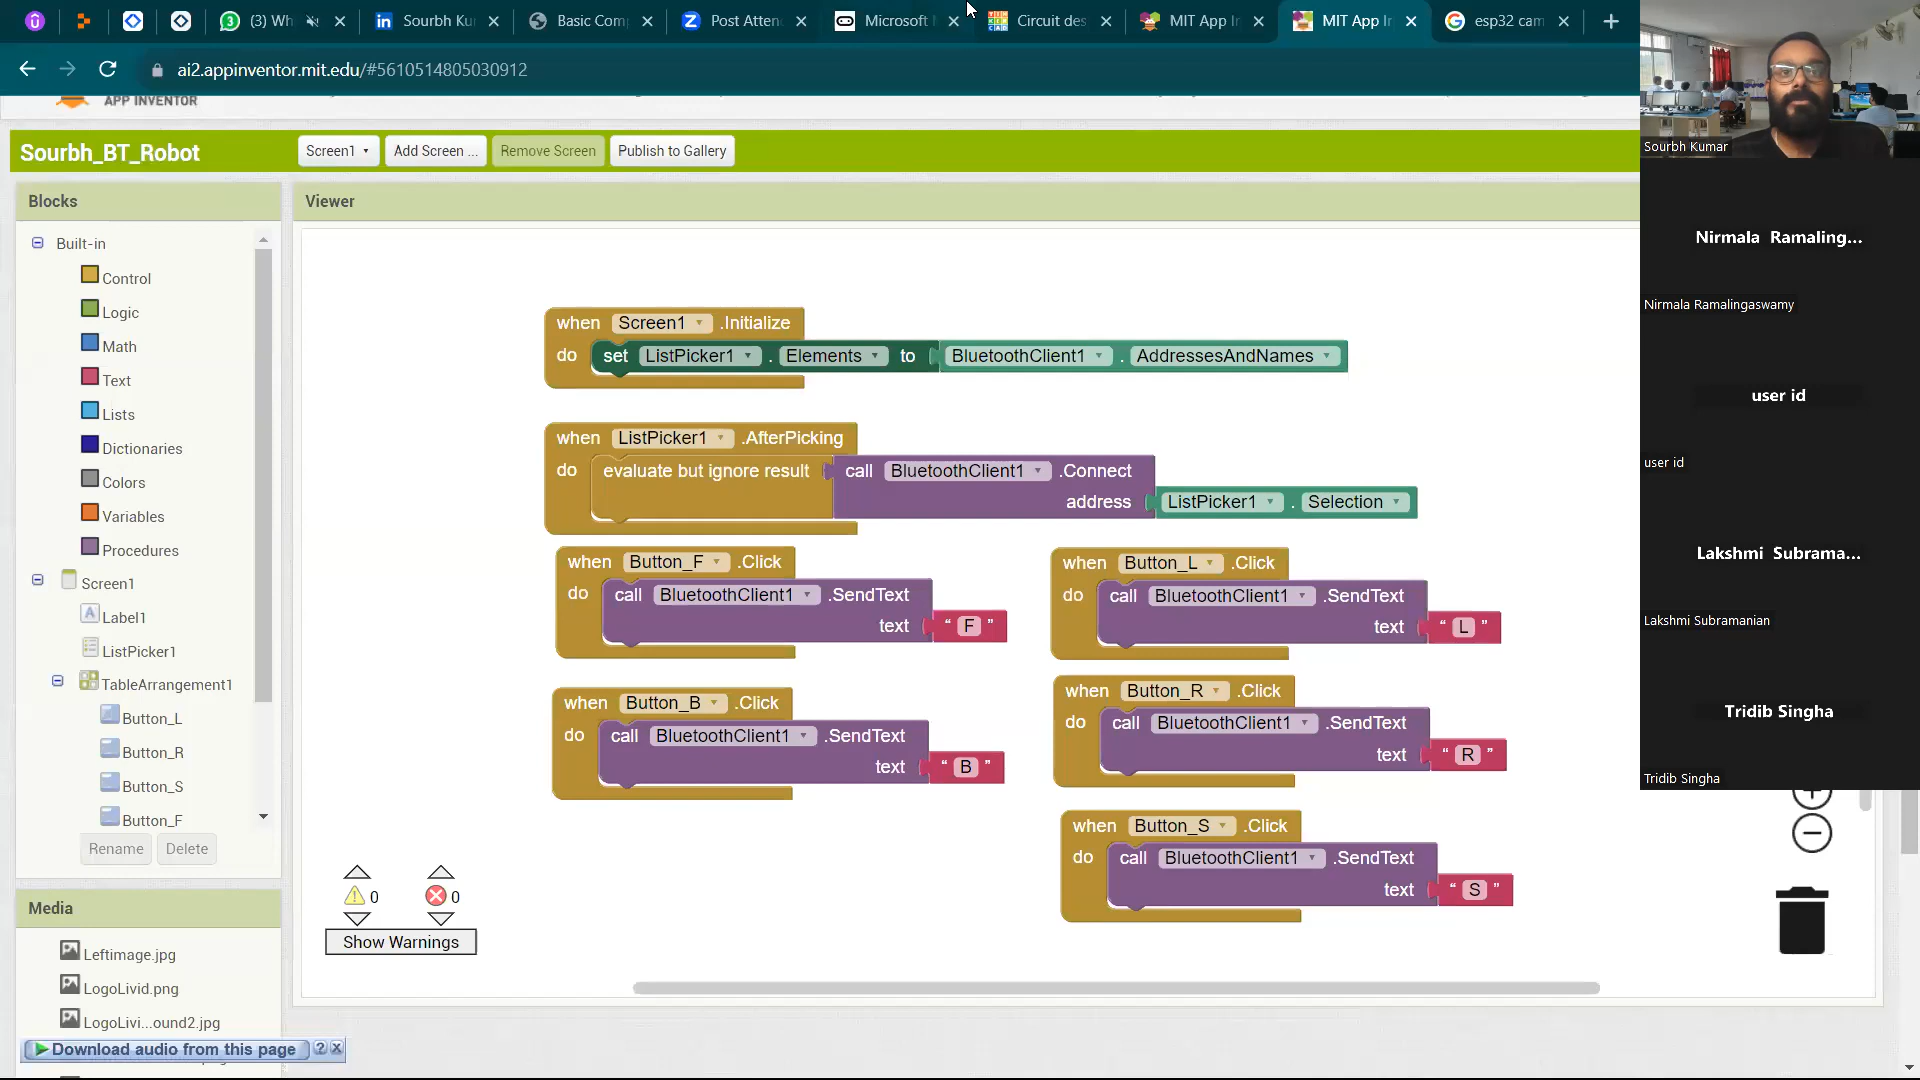 (3) Wh
Sourbh Ku
Basic Com
Post Atten
Microsoft
Circuit des
MIT App In
MIT App In
esp32 cam
ai2.appinventor.mit.edu/#5610514805030912
APP INVENTOR
Sourbh_BT_Robot
Screen1
Add Screen ...
Remove Screen
Publish to Gallery
Blocks
Built-in
Control
Logic
Math
Text
Lists
Dictionaries
Colors
Variables
Procedures
Screen1
Label1
ListPicker1
TableArrangement1
Button_L
Button_R
Button_S
Button_F
Rename
Delete
Media
Leftimage.jpg
LogoLivid.png
LogoLivi...ound2.jpg
Download audio from this page ? X
Viewer
when Screen1 .Initialize
do set ListPicker1 . Elements to BluetoothClient1 . AddressesAndNames
when ListPicker1 .AfterPicking
do evaluate but ignore result call BluetoothClient1 .Connect
address ListPicker1 . Selection
when Button_F .Click
do call BluetoothClient1 .SendText
text “ F ”
when Button_L .Click
do call BluetoothClient1 .SendText
text “ L ”
when Button_B .Click
do call BluetoothClient1 .SendText
text “ B ”
when Button_R .Click
do call BluetoothClient1 .SendText
text “ R ”
when Button_S .Click
do call BluetoothClient1 .SendText
text “ S ”
0
0
Show Warnings
Sourbh Kumar
Nirmala Ramaling...
Nirmala Ramalingaswamy
user id
user id
Lakshmi Subrama...
Lakshmi Subramanian
Tridib Singha
Tridib Singha